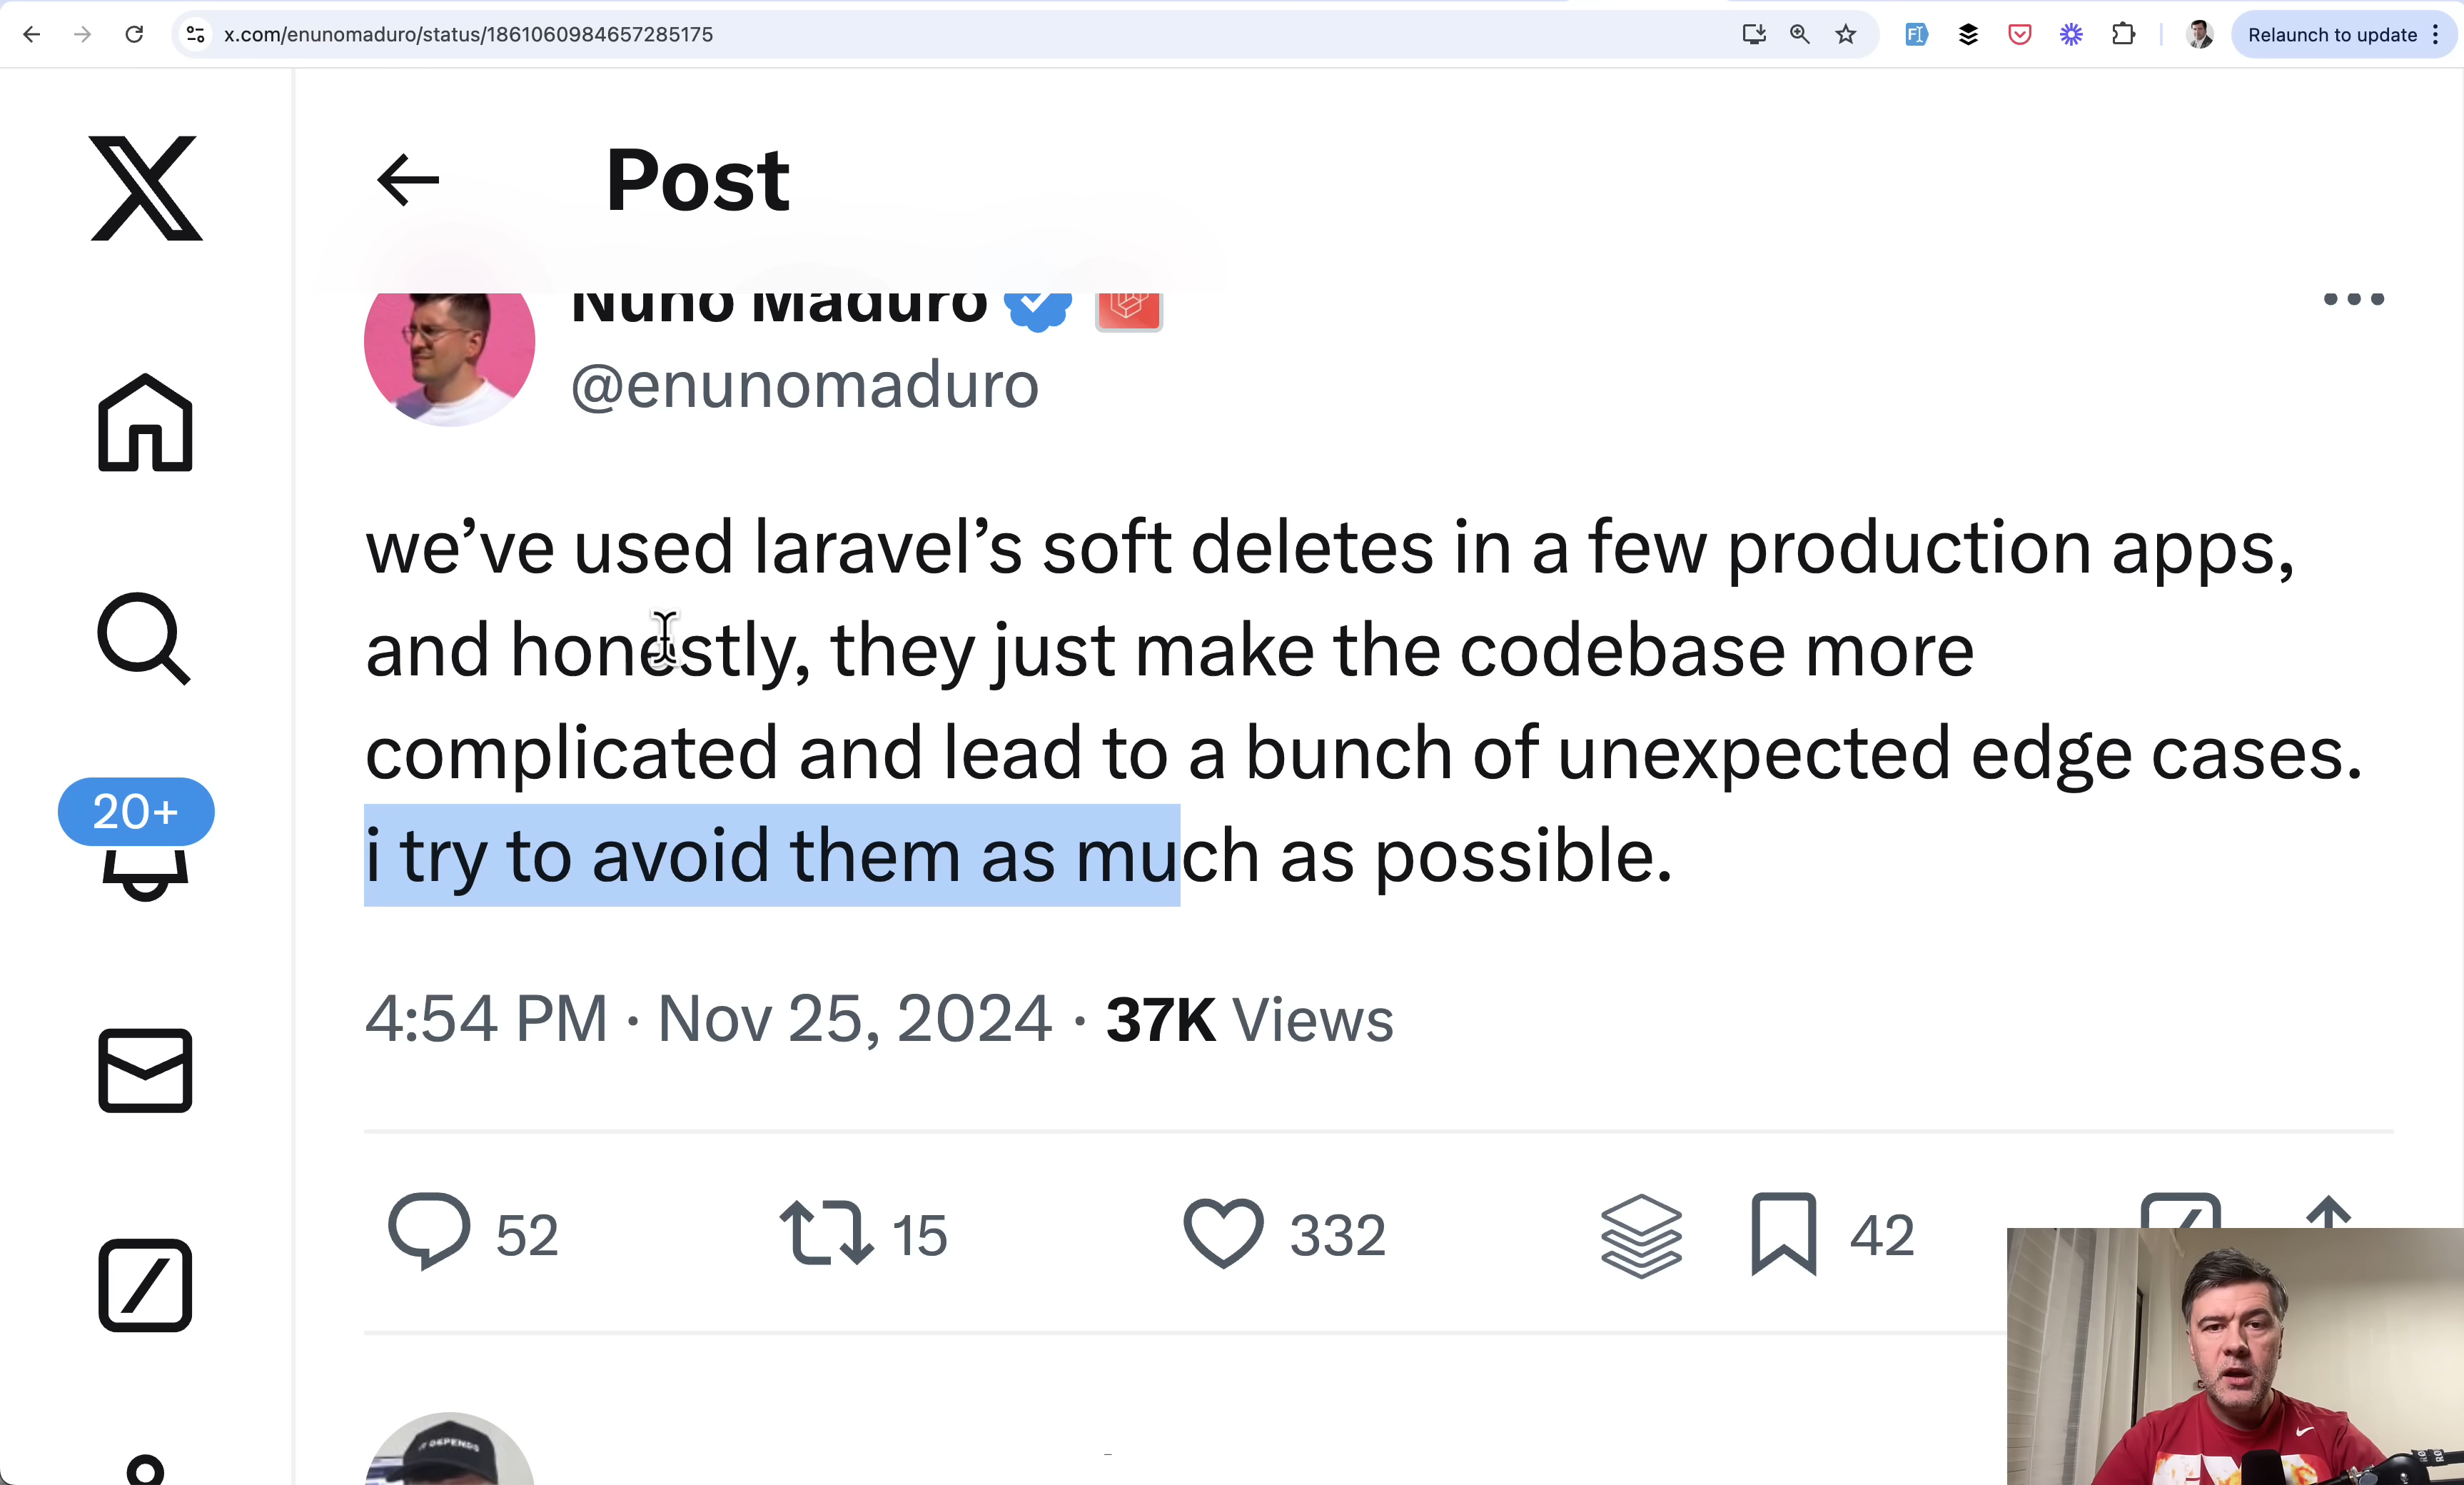 x.com/enunomaduro/status/1861060984657285175
Relaunch to update
Post
Nuno Maduro
@enunomaduro
we’ve used laravel’s soft deletes in a few production apps,
and honestly, they just make the codebase more
complicated and lead to a bunch of unexpected edge cases.
i try to avoid them as much as possible.
20+
4:54 PM · Nov 25, 2024 · 37K Views
52
15
332
42
IT DEPENDS